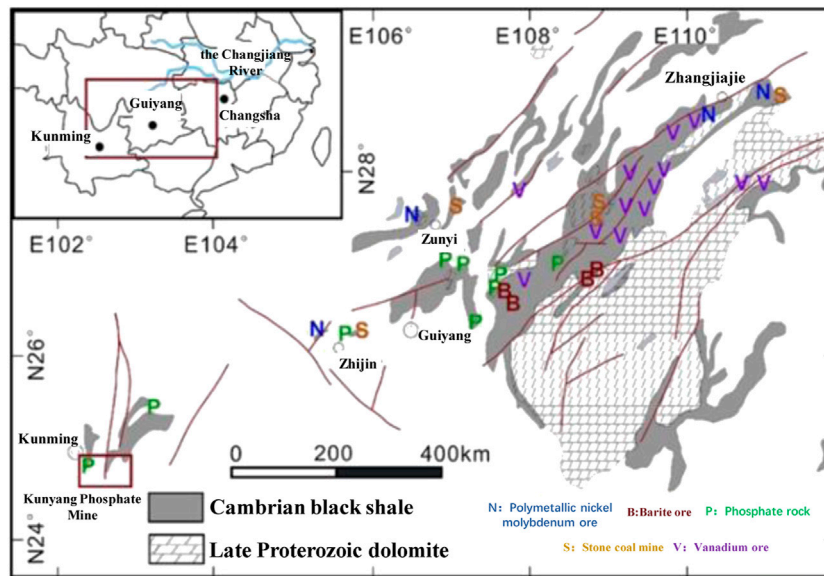 E106°
E108°
E110°
the Changjiang
River
Guiyang
Changsha
Kunming
Zhangjiajie
N
S
V
V
N
N28°
V
V
V
V
S
S
V
V
V
V
V
V
N
S
Zunyi
E102°
E104°
P
P
P
P
P
V
B
B
B
B
P
N
P
S
Guiyang
Zhijin
N26°
P
Kunming
P
Kunyang Phosphate
Mine
0
200
400km
N24°
Cambrian black shale
Late Proterozoic dolomite
N: Polymetallic nickel
molybdenum ore
B:Barite ore
P: Phosphate rock
S: Stone coal mine
V: Vanadium ore